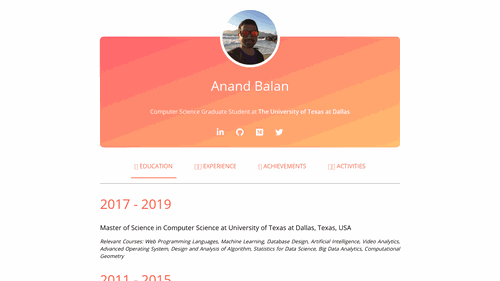 Anand Balan
Computer Science Graduate Student at The University of Texas at Dallas
EDUCATION EXPERIENCE ACHIEVEMENTS ACTIVITIES
2017 - 2019
Master of Science in Computer Science at University of Texas at Dallas, Texas, USA
Relevant Courses: Web Programming Languages, Machine Learning, Database Design, Artificial Intelligence, Video Analytics,
Advanced Operating System, Design and Analysis of Algorithm, Statistics for Data Science, Big Data Analytics, Computational
Geometry
2011 - 2015